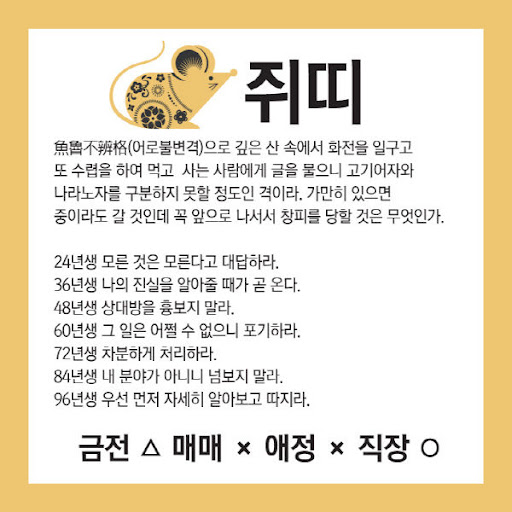 쥐띠
魚魯不辨格(어로불변격)으로 깊은 산 속에서 화전을 일구고
또 수렵을 하여 먹고 사는 사람에게 글을 물으니 고기어자와
나라노자를 구분하지 못할 정도인 격이라. 가만히 있으면
중이라도 갈 것인데 꼭 앞으로 나서서 창피를 당할 것은 무엇인가.
24년생 모른 것은 모른다고 대답하라.
36년생 나의 진실을 알아줄 때가 곧 온다.
48년생 상대방을 흉보지 말라.
60년생 그 일은 어쩔 수 없으니 포기하라.
72년생 차분하게 처리하라.
84년생 내 분야가 아니니 넘보지 말라.
96년생 우선 먼저 자세히 알아보고 따지라.
금전 △ 매매 × 애정 × 직장 ○